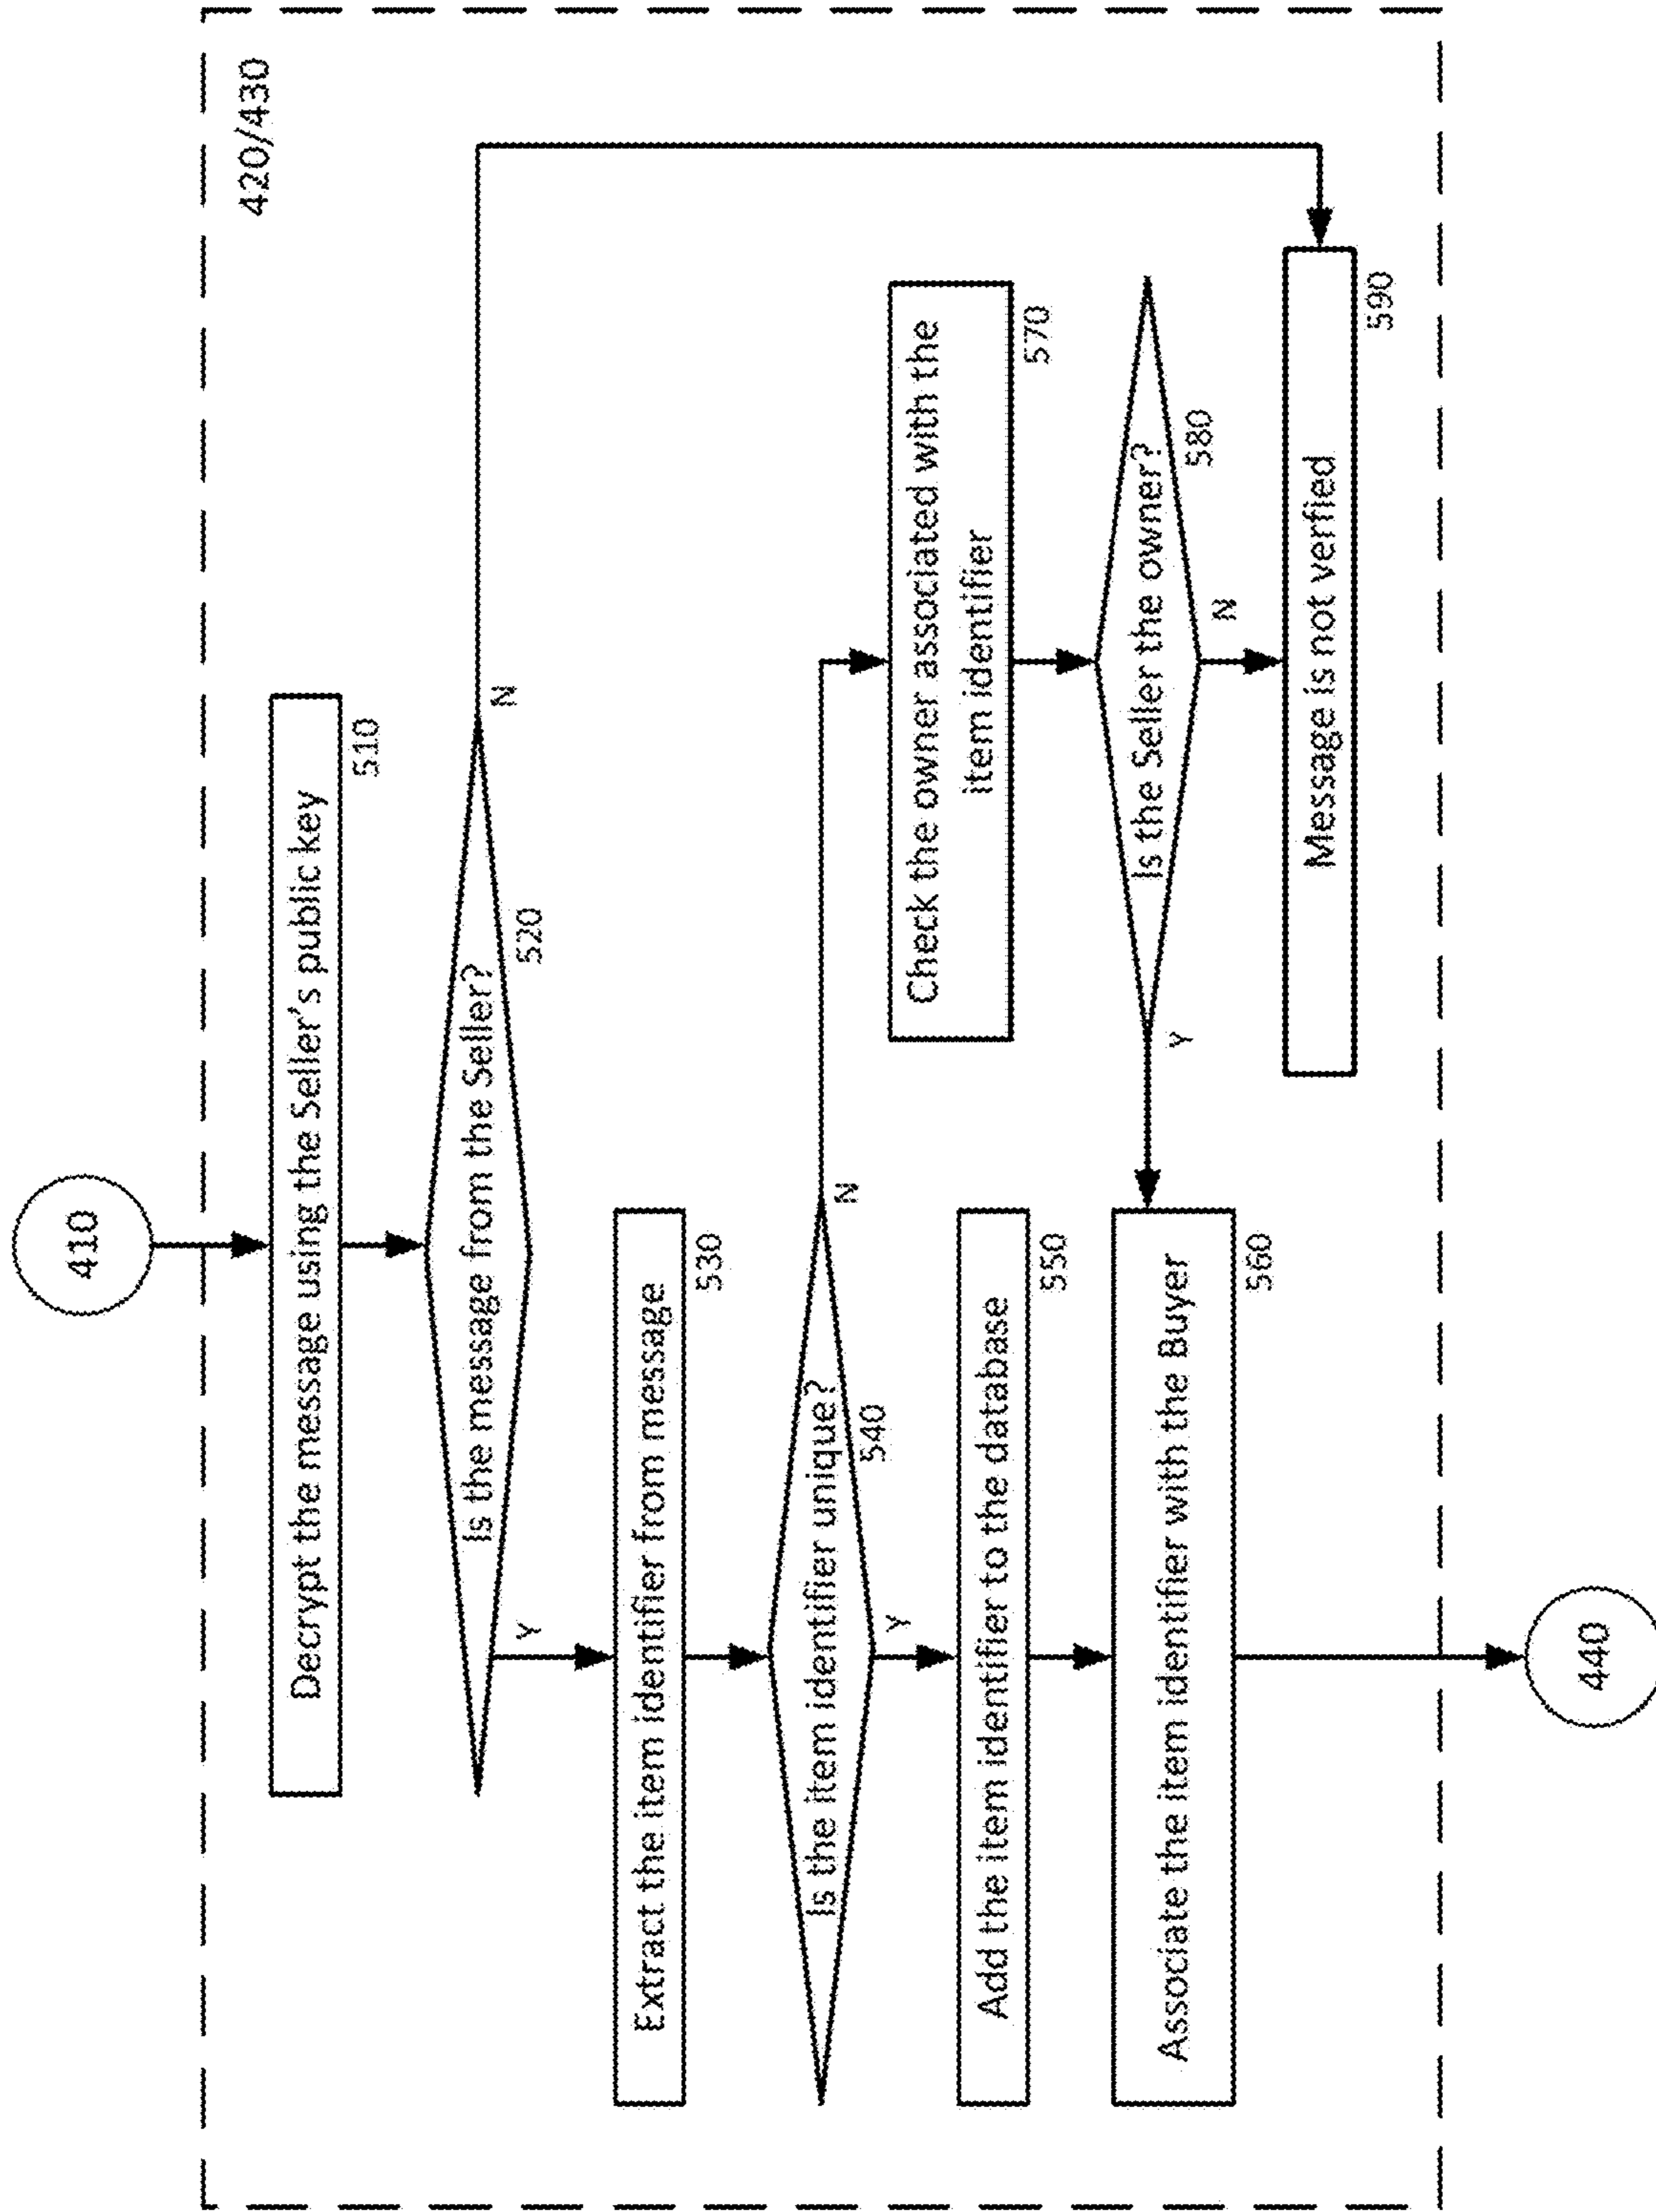 410
420/430
Decrypt the message using the Seller's public key
510
Is the message from the Seller?
520
N
Y
Extract the item identifier from message
530
Is the item identifier unique?
540
N
Y
Add the item identifier to the database
550
Associate the item identifier with the Buyer
560
Check the owner associated with the
item identifier
570
Is the Seller the owner?
580
Y
N
Message is not verfied
590
440